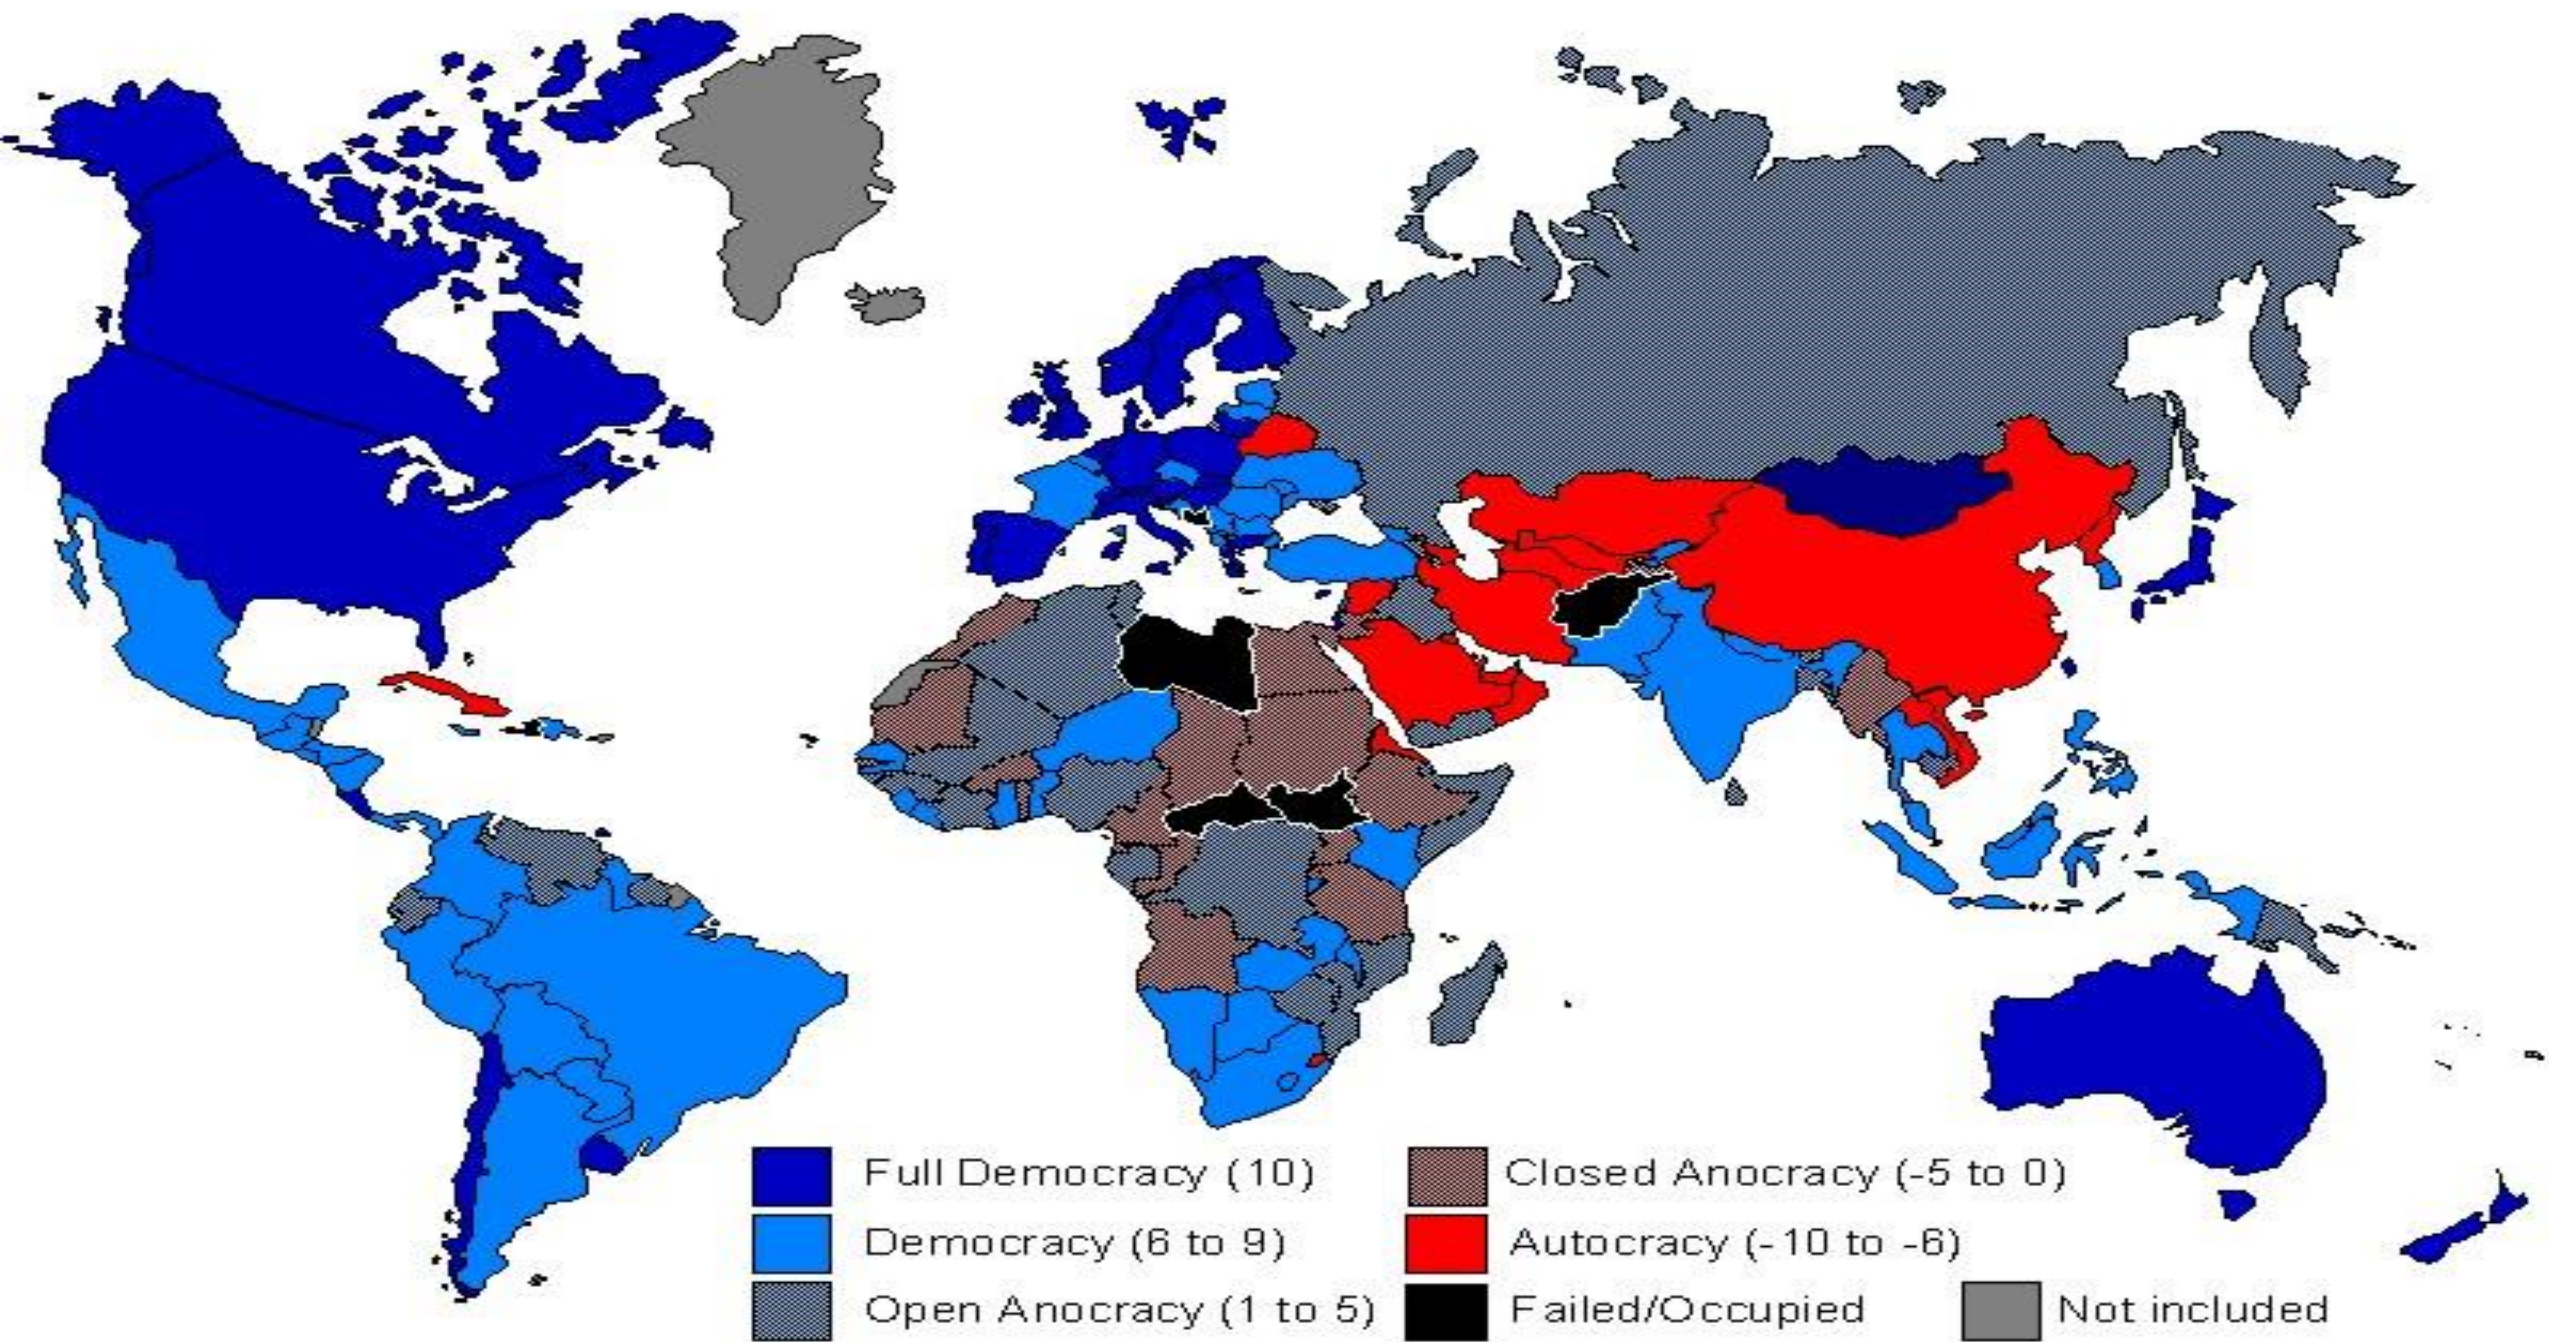 Full Democracy (10)
Democracy (6 to 9)
Open Anocracy (1 to 5)
Closed Anocracy (-5 to 0)
Autocracy (-10 to -6)
Failed/Occupied
Not included